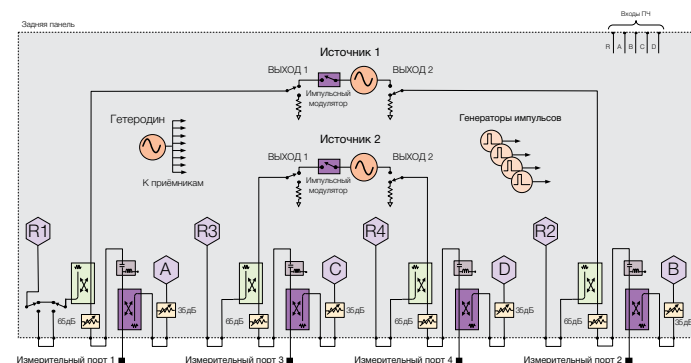 Задняя панель
Входы ПЧ
R A B C D
Источник 1
ВЫХОД 1
ВЫХОД 2
Импульсный
модулятор
Гетеродин
К приёмникам
Генераторы импульсов
Источник 2
ВЫХОД 1
ВЫХОД 2
Импульсный
модулятор
R1
A
R3
C
R4
D
R2
B
65дБ
35дБ
65дБ
35дБ
65дБ
35дБ
65дБ
35дБ
Измерительный порт 1
Измерительный порт 3
Измерительный порт 4
Измерительный порт 2